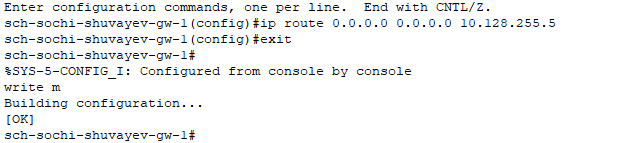 Enter configuration commands, one per line.  End with CNTL/Z.
sch-sochi-shuvayev-gw-1(config)#ip route 0.0.0.0 0.0.0.0 10.128.255.5
sch-sochi-shuvayev-gw-1(config)#exit
sch-sochi-shuvayev-gw-1#
%SYS-5-CONFIG_I: Configured from console by console
write m
Building configuration...
[OK]
sch-sochi-shuvayev-gw-1#